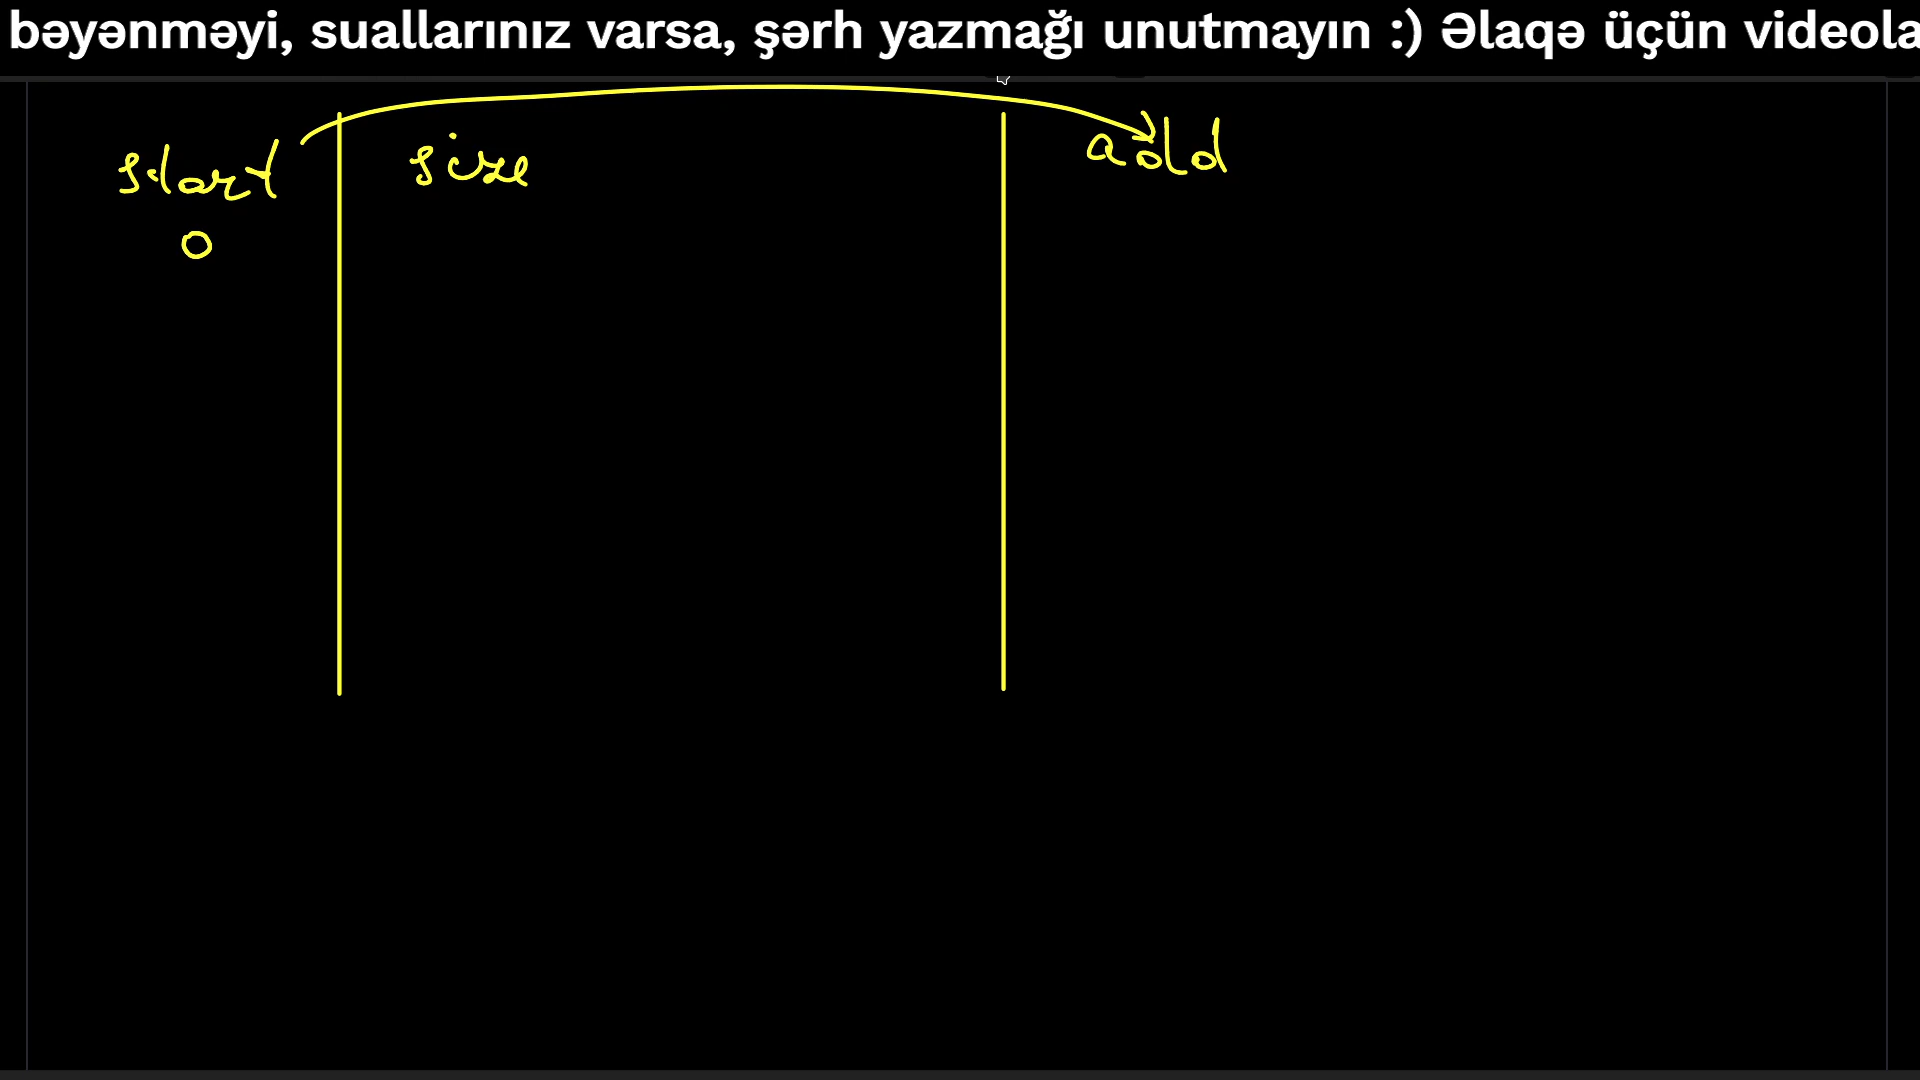 bəyənməyi, suallarınız varsa, şərh yazmağı unutmayın :) Əlaqə üçün videola
start size add
0